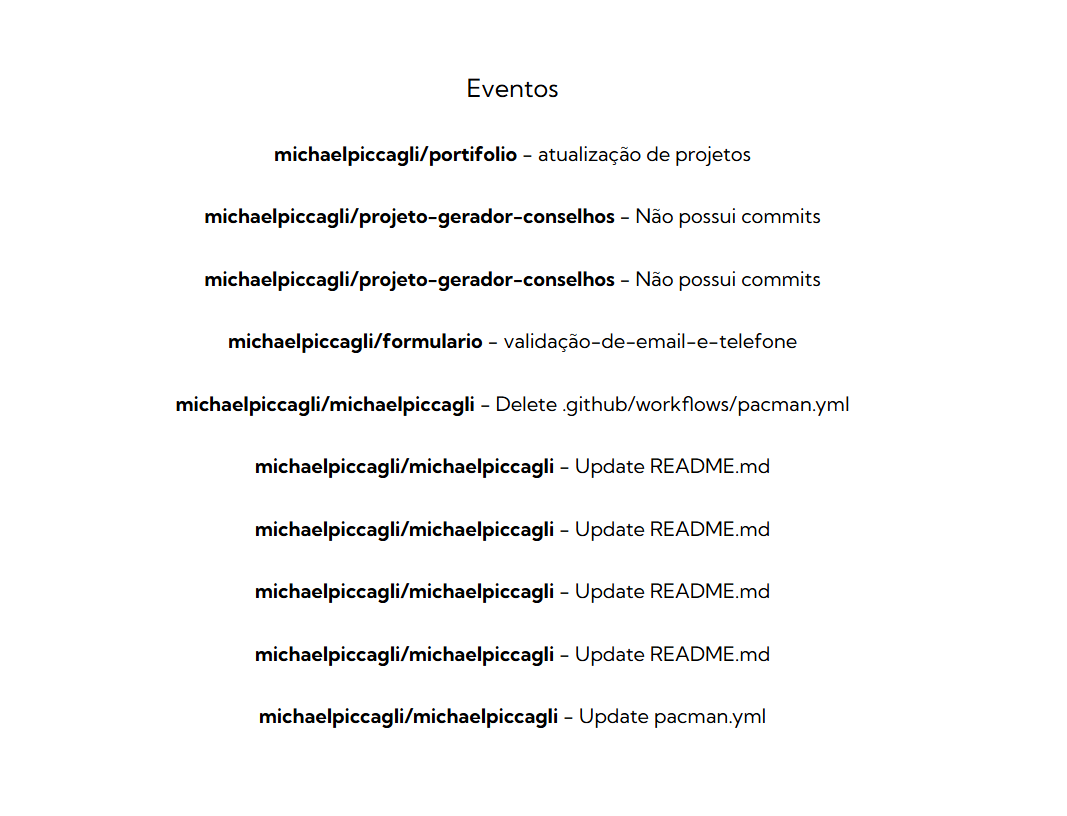 Eventos
michaelpiccagli/portifolio - atualização de projetos
michaelpiccagli/projeto-gerador-conselhos - Não possui commits
michaelpiccagli/projeto-gerador-conselhos - Não possui commits
michaelpiccagli/formulario - validação-de-email-e-telefone
michaelpiccagli/michaelpiccagli - Delete .github/workflows/pacman.yml
michaelpiccagli/michaelpiccagli - Update README.md
michaelpiccagli/michaelpiccagli - Update README.md
michaelpiccagli/michaelpiccagli - Update README.md
michaelpiccagli/michaelpiccagli - Update README.md
michaelpiccagli/michaelpiccagli - Update pacman.yml